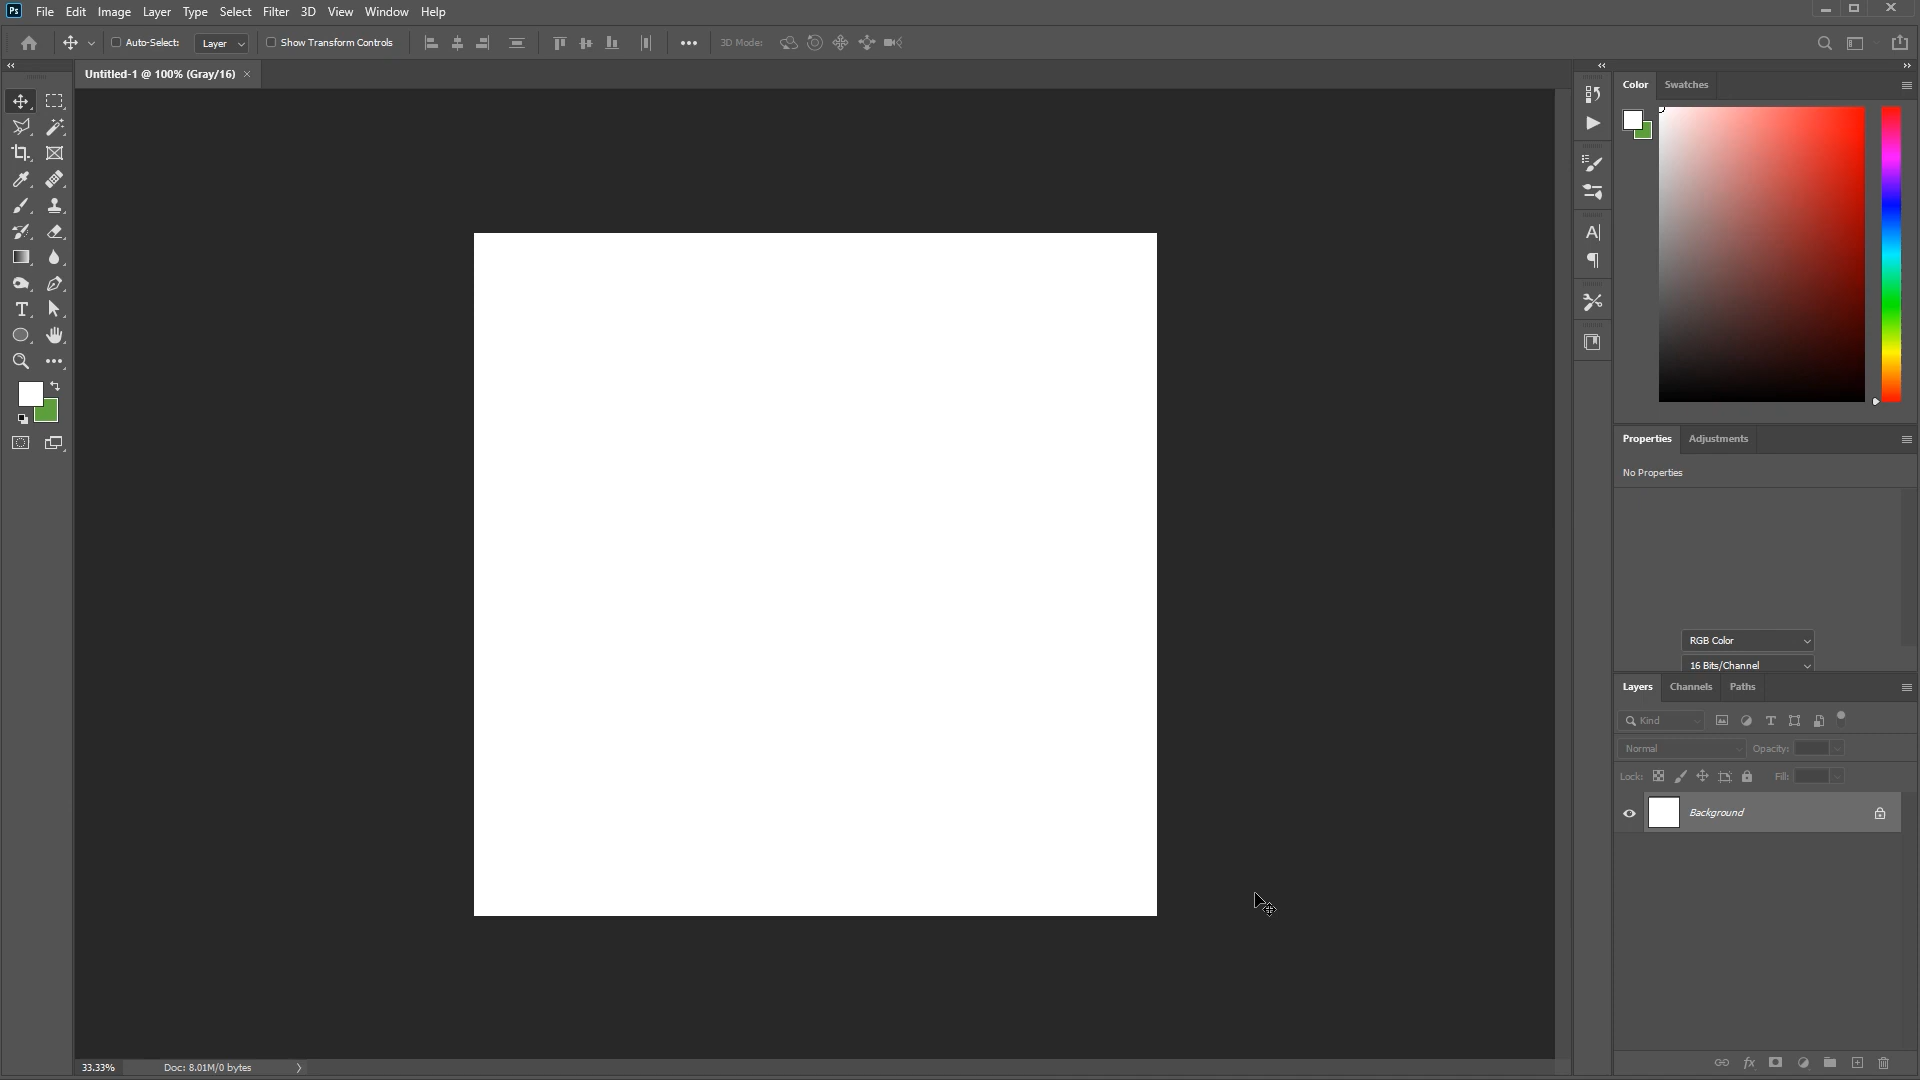 Ps File Edit Image Layer Type Select Filter 3D View Window Help
Auto-Select: Layer Show Transform Controls 3D Mode:
Untitled-1 @ 100% (Gray/16)
Color Swatches
Properties Adjustments
No Properties
RGB Color
16 Bits/Channel
Layers Channels Paths
Kind
Normal Opacity:
Lock: Fill:
Background
33.33% Doc: 8.01M/0 bytes